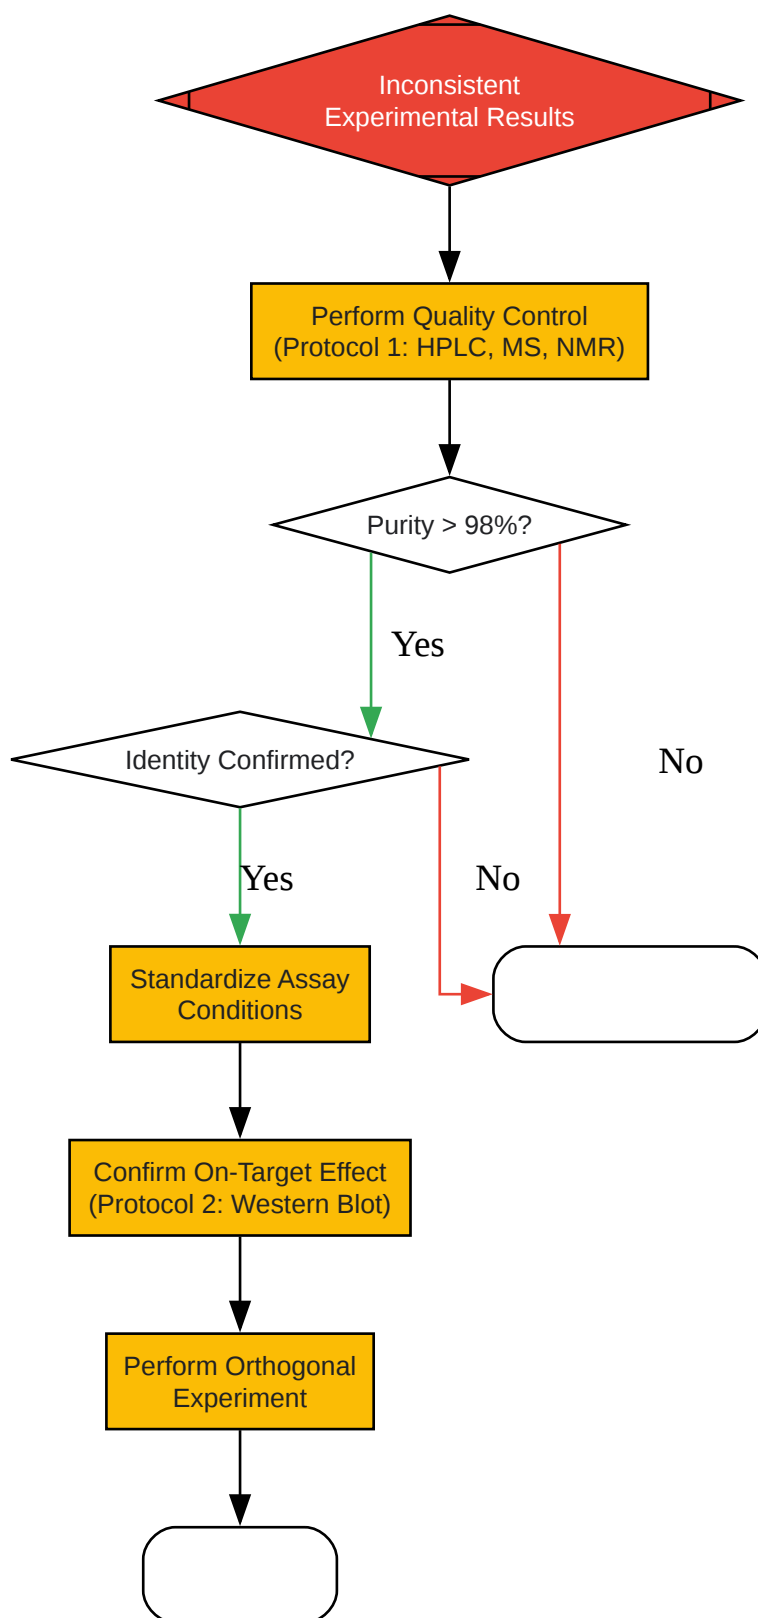 Inconsistent
Experimental Results
Perform Quality Control
(Protocol 1: HPLC, MS, NMR)
Purity > 98%?
Yes
Identity Confirmed?
No
Yes
No
Standardize Assay
Conditions
Confirm On-Target Effect
(Protocol 2: Western Blot)
Perform Orthogonal
Experiment